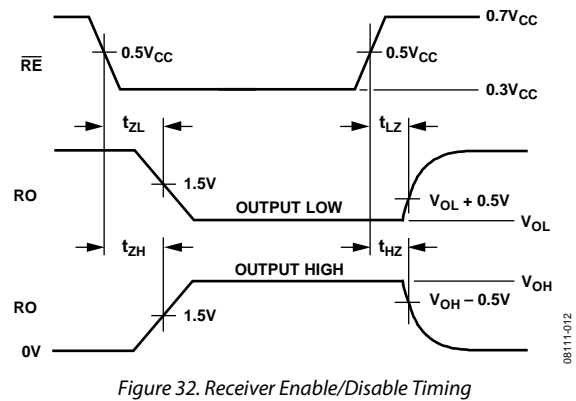 0.7VCC
RE
0.5VCC
0.5VCC
0.3VCC
tZL
tLZ
RO
1.5V
OUTPUT LOW
VOL + 0.5V
VOL
tZH
tHZ
OUTPUT HIGH
VOH
RO
1.5V
VOH – 0.5V
0V
08111-012
Figure 32. Receiver Enable/Disable Timing